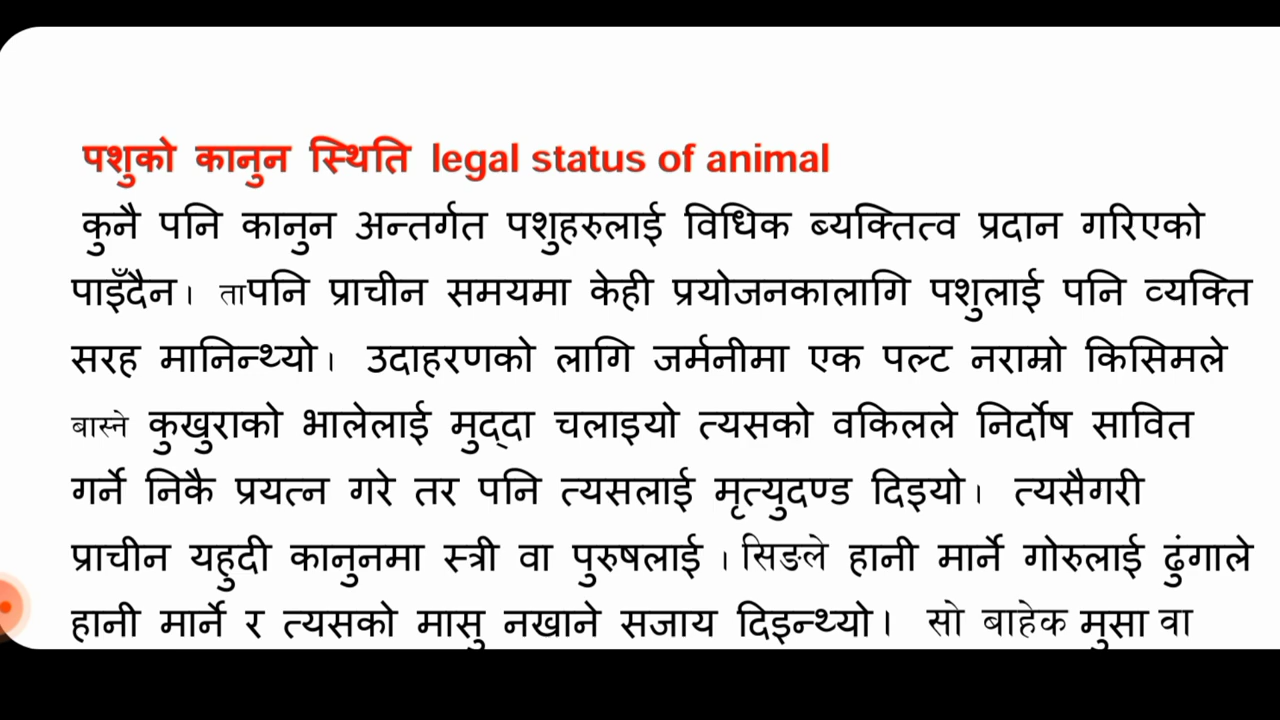 पशुको कानुन स्थिति legal status of animal
कुनै पनि कानुन अन्तर्गत पशुहरुलाई विधिक ब्यक्तित्व प्रदान गरिएको
पाइँदैन। तापनि प्राचीन समयमा केही प्रयोजनकालागि पशुलाई पनि व्यक्ति
सरह मानिन्थ्यो। उदाहरणको लागि जर्मनीमा एक पल्ट नराम्रो किसिमले
बास्ने कुखुराको भालेलाई मुद्‌दा चलाइयो त्यसको वकिलले निर्दोष सावित
गर्ने निकै प्रयत्न गरे तर पनि त्यसलाई मृत्युदण्ड दिइयो। त्यसैगरी
प्राचीन यहुदी कानुनमा स्त्री वा पुरुषलाई । सिङले हानी मार्ने गोरुलाई ढुंगाले
हानी मार्ने र त्यसको मासु नखाने सजाय दिइन्थ्यो। सो बाहेक मुसा वा